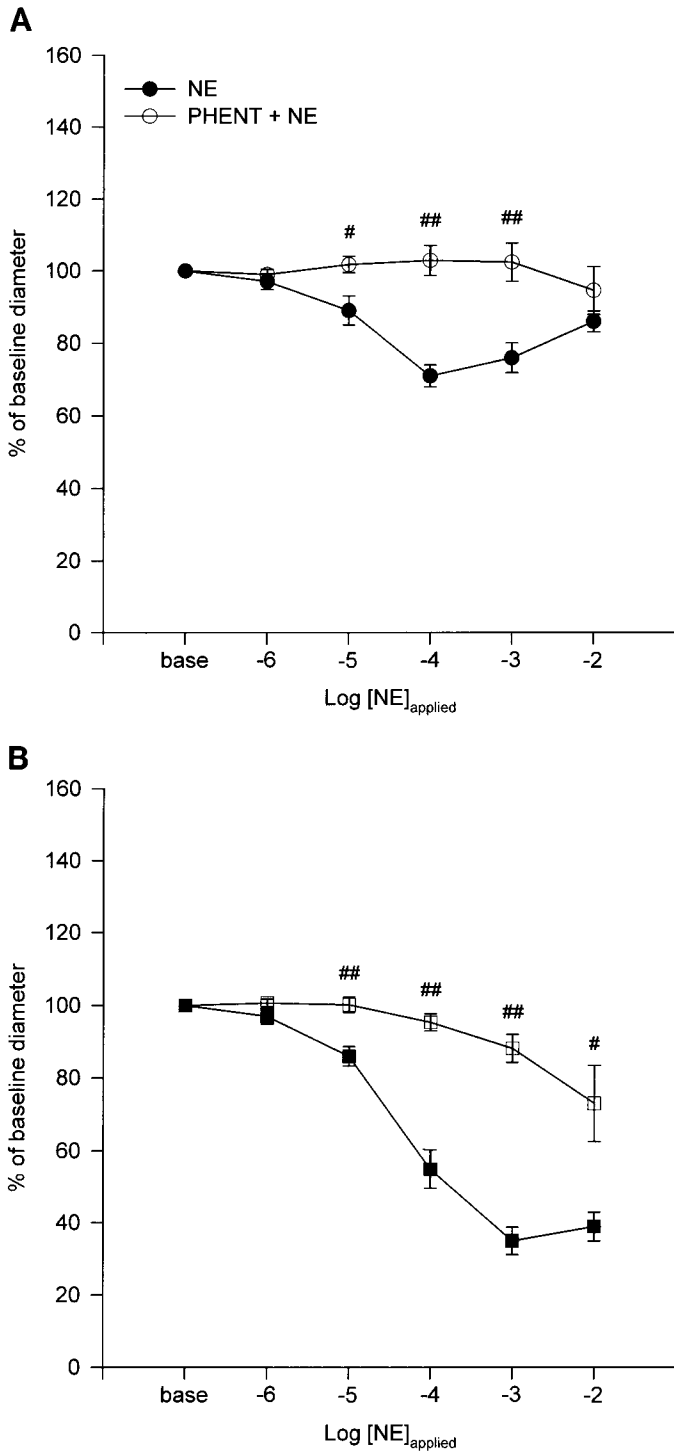 A
160
NE
140
PHENT + NE
120
# ## ##
100
80
60
40
20
0
% of baseline diameter
base -6 -5 -4 -3 -2
Log [NE]applied
B
160
140
120
## ## ## #
100
80
60
40
20
0
% of baseline diameter
base -6 -5 -4 -3 -2
Log [NE]applied